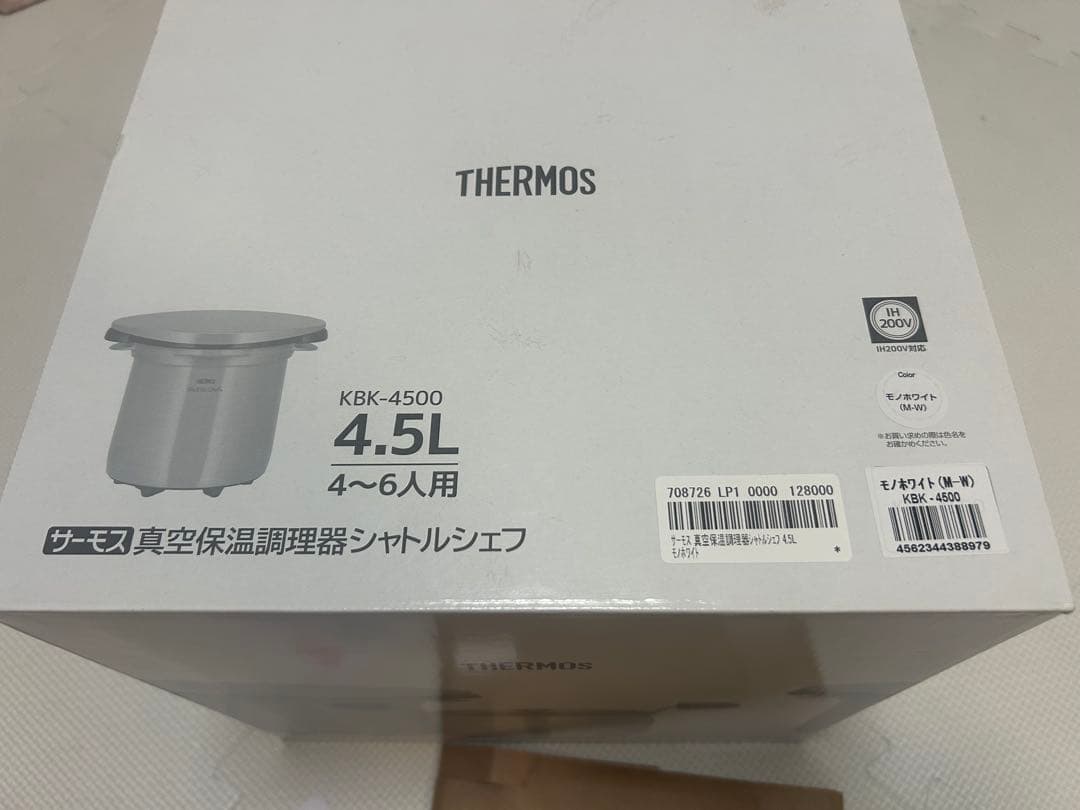 THERMOS
IH
200V
IH200V対応
Color
モノホワイト
(M-W)
※お買い求めの際は色名を
お確かめください。
KBK-4500
4.5L
4〜6人用
サーモス 真空保温調理器シャトルシェフ
708726 LP1 0000 128000
サーモス 真空保温調理器シャトルシェフ 4.5L
モノホワイト
*
モノホワイト(M-W)
KBK-4500
4562344388979
THERMOS